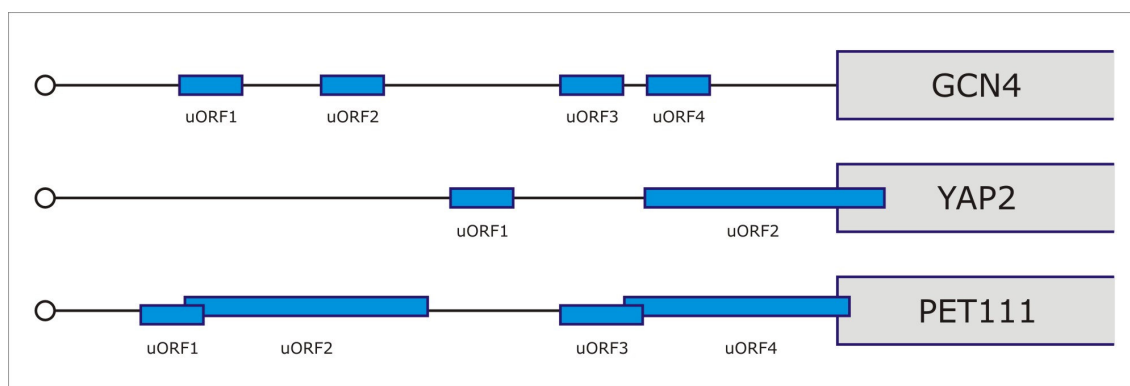 GCN4
uORF1 uORF2 uORF3 uORF4
YAP2
uORF1 uORF2
PET111
uORF1 uORF2 uORF3 uORF4